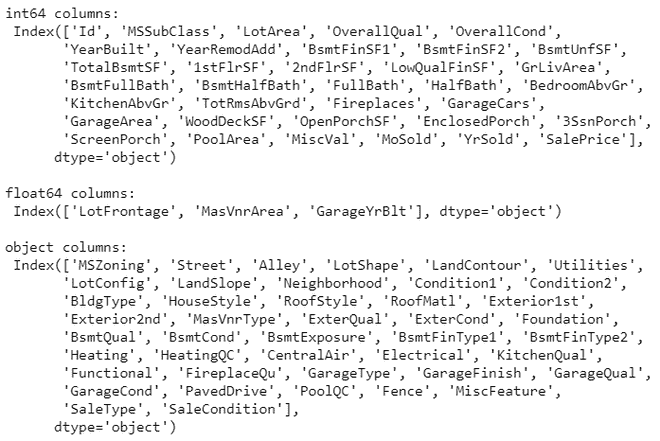 int64 columns:
Index(['Id', 'MSSubClass', 'LotArea', 'OverallQual', 'OverallCond',
'YearBuilt', 'YearRemodAdd', 'BsmtFinSF1', 'BsmtFinSF2', 'BsmtUnfSF',
'TotalBsmtSF', '1stFlrSF', '2ndFlrSF', 'LowQualFinSF', 'GrLivArea',
'BsmtFullBath', 'BsmtHalfBath', 'FullBath', 'HalfBath', 'BedroomAbvGr',
'KitchenAbvGr', 'TotRmsAbvGrd', 'Fireplaces', 'GarageCars',
'GarageArea', 'WoodDeckSF', 'OpenPorchSF', 'EnclosedPorch', '3SsnPorch',
'ScreenPorch', 'PoolArea', 'MiscVal', 'MoSold', 'YrSold', 'SalePrice'],
dtype='object')
float64 columns:
Index(['LotFrontage', 'MasVnrArea', 'GarageYrBlt'], dtype='object')
object columns:
Index(['MSZoning', 'Street', 'Alley', 'LotShape', 'LandContour', 'Utilities',
'LotConfig', 'LandSlope', 'Neighborhood', 'Condition1', 'Condition2',
'BldgType', 'HouseStyle', 'RoofStyle', 'RoofMatl', 'Exterior1st',
'Exterior2nd', 'MasVnrType', 'ExterQual', 'ExterCond', 'Foundation',
'BsmtQual', 'BsmtCond', 'BsmtExposure', 'BsmtFinType1', 'BsmtFinType2',
'Heating', 'HeatingQC', 'CentralAir', 'Electrical', 'KitchenQual',
'Functional', 'FireplaceQu', 'GarageType', 'GarageFinish', 'GarageQual',
'GarageCond', 'PavedDrive', 'PoolQC', 'Fence', 'MiscFeature',
'SaleType', 'SaleCondition'],
dtype='object')